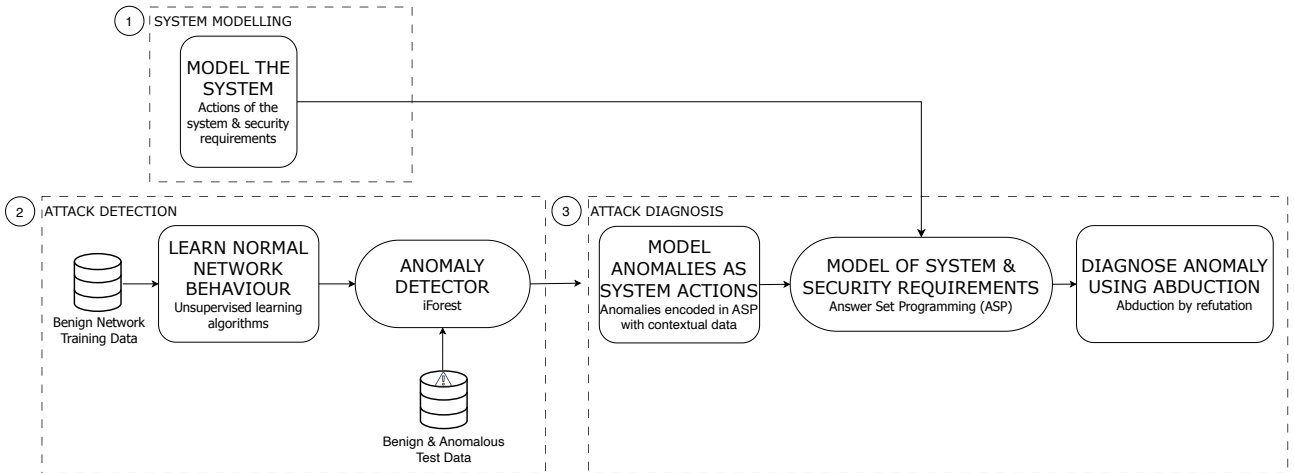 1
SYSTEM MODELLING
MODEL THE
SYSTEM
Actions of the
system & security
requirements
2
ATTACK DETECTION
Benign Network
Training Data
LEARN NORMAL
NETWORK
BEHAVIOUR
Unsupervised learning
algorithms
ANOMALY
DETECTOR
iForest
Benign & Anomalous
Test Data
3
ATTACK DIAGNOSIS
MODEL
ANOMALIES AS
SYSTEM ACTIONS
Anomalies encoded in ASP
with contextual data
MODEL OF SYSTEM &
SECURITY REQUIREMENTS
Answer Set Programming (ASP)
DIAGNOSE ANOMALY
USING ABDUCTION
Abduction by refutation